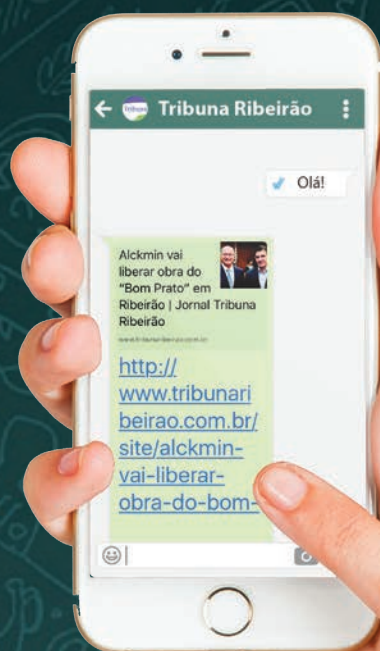 Tribuna Ribeirão
Olá!
Alckmin vai
liberar obra do
“Bom Prato” em
Ribeirão | Jornal Tribuna
Ribeirão
http://
www.tribunari
beirao.com.br/
site/alckmin-
vai-liberar-
obra-do-bom-